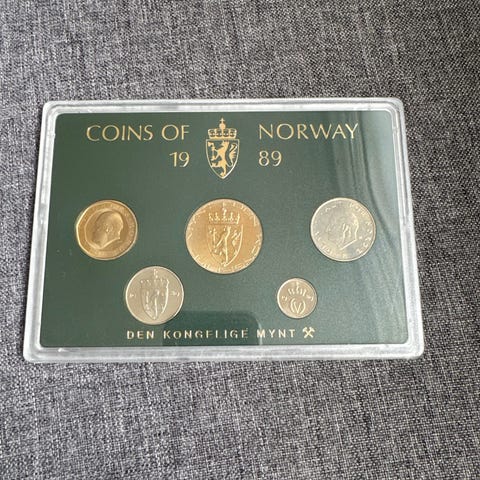 COINS OF NORWAY
19 89
DEN KONGELIGE MYNT